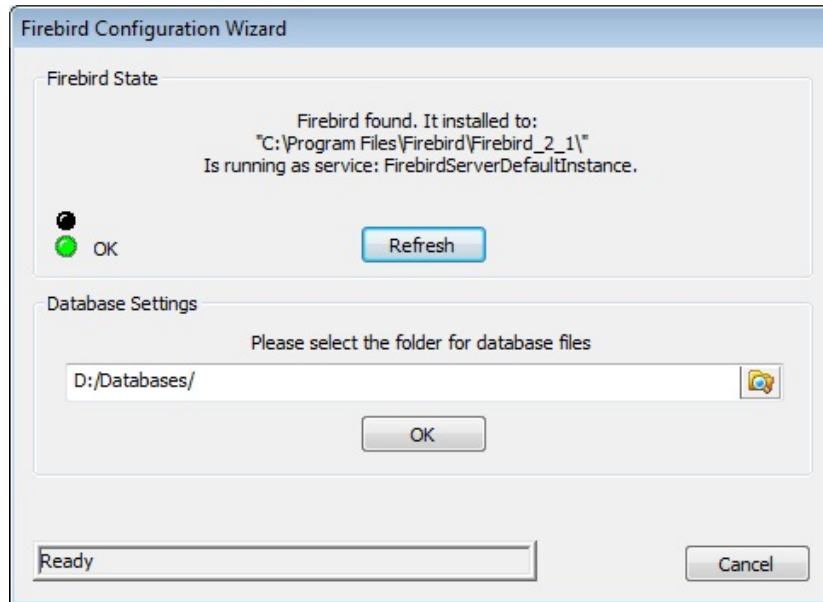 Firebird Configuration Wizard
Firebird State
Firebird found. It installed to:
"C:\Program Files\Firebird\Firebird_2_1\"
Is running as service: FirebirdServerDefaultInstance.
OK
Refresh
Database Settings
Please select the folder for database files
D:/Databases/
OK
Ready
Cancel